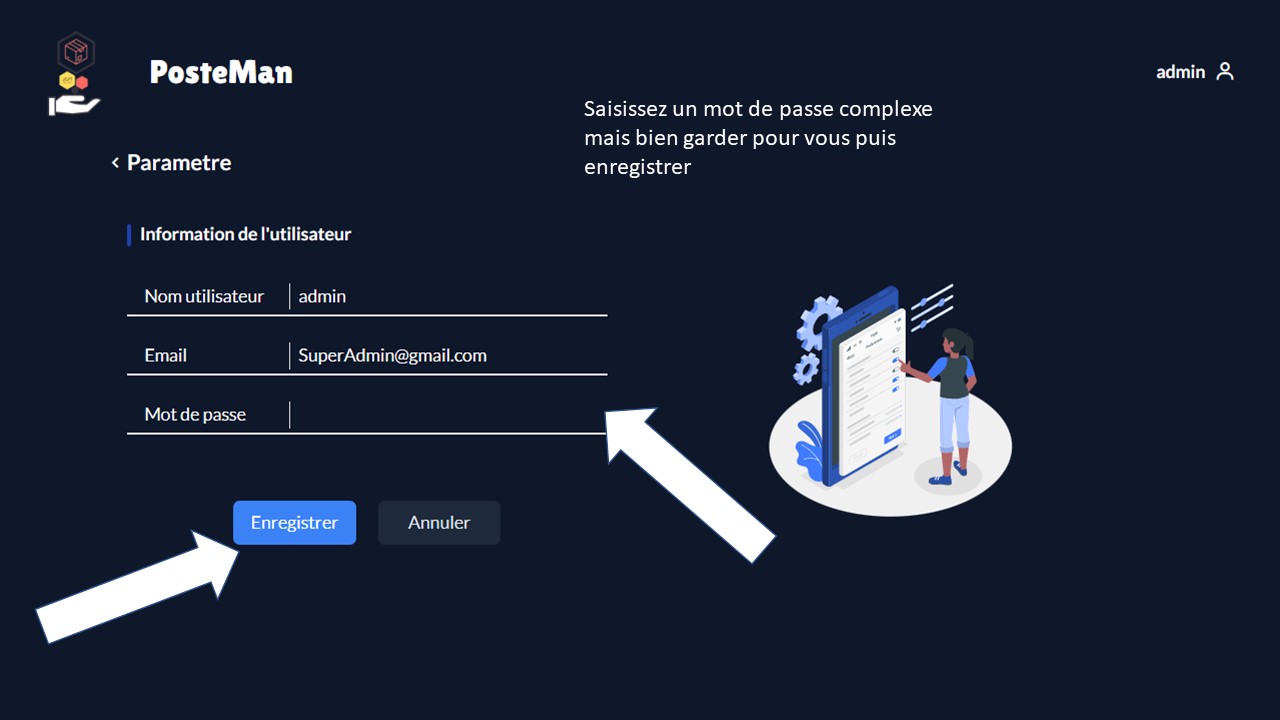 PosteMan
admin
Saisissez un mot de passe complexe
mais bien garder pour vous puis
enregistrer
‹ Parametre
Information de l'utilisateur
Nom utilisateur admin
Email SuperAdmin@gmail.com
Mot de passe
Enregistrer Annuler